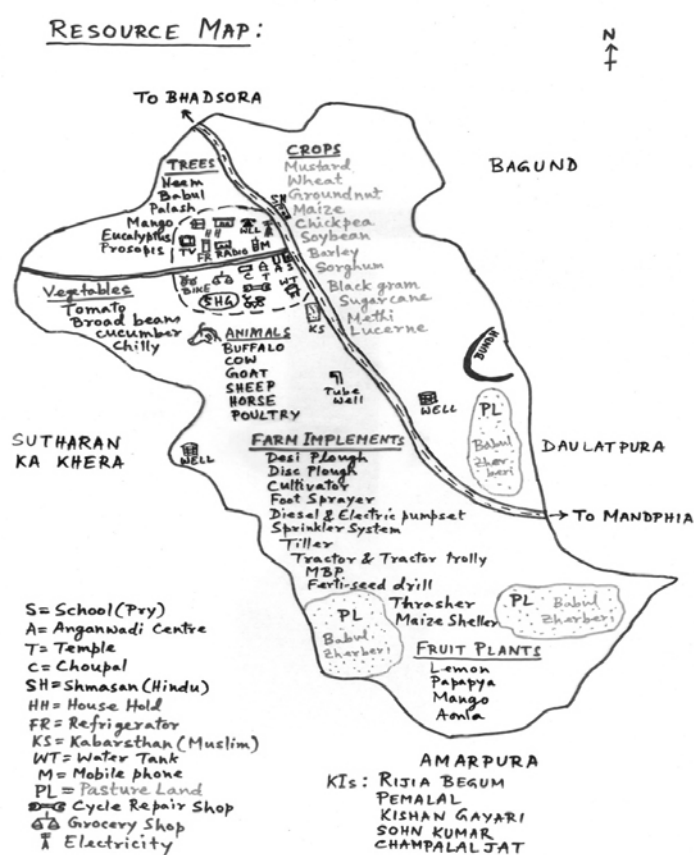 RESOURCE MAP:
N
TO BHADSORA
BAGUND
TREES
Neem
Babul
Palash
Mango
Eucalyptus
Prosopis
CROPS
Mustard
Wheat
Groundnut
Maize
Chickpea
Soybean
Barley
Sorghum
Black gram
Sugarcane
Methi
Lucerne
SH
HH
WLL
TV
FR
RADIO
M
C T A S
BIKE
WT
SHG
KS
Vegetables
Tomato
Broad beans
cucumber
Chilly
ANIMALS
BUFFALO
COW
GOAT
SHEEP
HORSE
POULTRY
Tube
Well
WELL
BUNDH
PL
Babul
Zherberi
DAULATPURA
SUTHARAN
KA KHERA
WELL
TO MANDPHIA
FARM IMPLEMENTS
Desi Plough
Disc Plough
Cultivator
Foot Sprayer
Diesel & Electric pumpset
Sprinkler System
Tiller
Tractor & Tractor trolly
MBP
Ferti-seed drill
Thrasher
Maize Sheller
PL
Babul
Zherberi
PL Babul
Zherberi
FRUIT PLANTS
Lemon
Papapya
Mango
Aonla
S= School (Pry)
A= Anganwadi Centre
T= Temple
C= Choupal
SH= Shmasan (Hindu)
HH= House Hold
FR= Refrigerator
KS= Kabarsthan (Muslim)
WT= Water Tank
M= Mobile phone
PL = Pasture Land
Cycle Repair Shop
Grocery Shop
Electricity
AMARPURA
KIs: RIJIA BEGUM
PEMALAL
KISHAN GAYARI
SOHN KUMAR
CHAMPALAL JAT